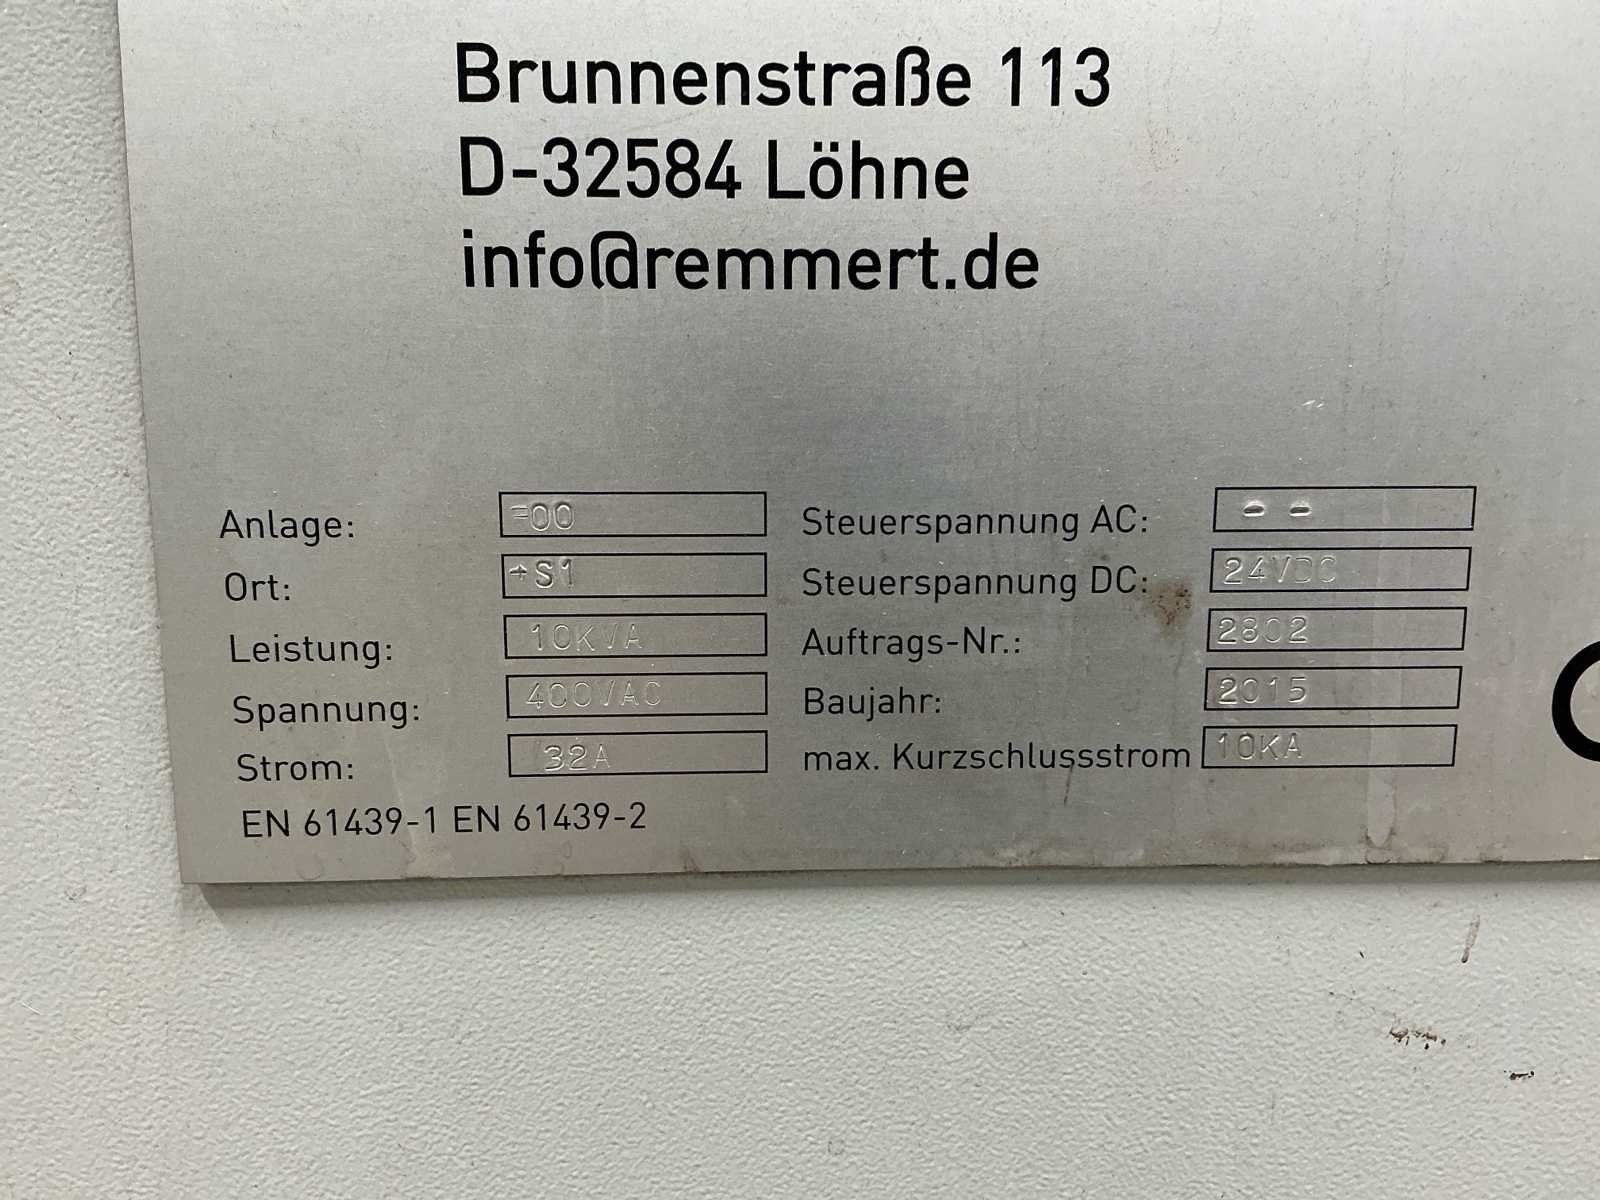 Brunnenstraße 113
D-32584 Löhne
info@remmert.de
Anlage: =00
Ort: +S1
Leistung: 10KVA
Spannung: 400VAC
Strom: 32A
EN 61439-1 EN 61439-2
Steuerspannung AC: --
Steuerspannung DC: 24VDC
Auftrags-Nr.: 2802
Baujahr: 2015
max. Kurzschlussstrom 10KA